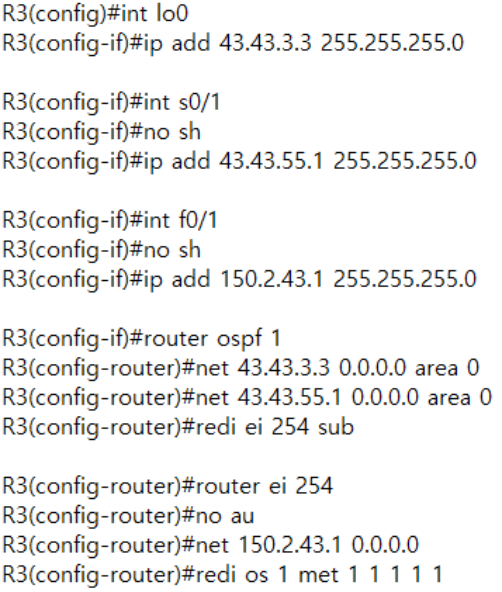 R3(config)#int lo0
R3(config-if)#ip add 43.43.3.3 255.255.255.0
R3(config-if)#int s0/1
R3(config-if)#no sh
R3(config-if)#ip add 43.43.55.1 255.255.255.0
R3(config-if)#int f0/1
R3(config-if)#no sh
R3(config-if)#ip add 150.2.43.1 255.255.255.0
R3(config-if)#router ospf 1
R3(config-router)#net 43.43.3.3 0.0.0.0 area 0
R3(config-router)#net 43.43.55.1 0.0.0.0 area 0
R3(config-router)#redi ei 254 sub
R3(config-router)#router ei 254
R3(config-router)#no au
R3(config-router)#net 150.2.43.1 0.0.0.0
R3(config-router)#redi os 1 met 1 1 1 1 1